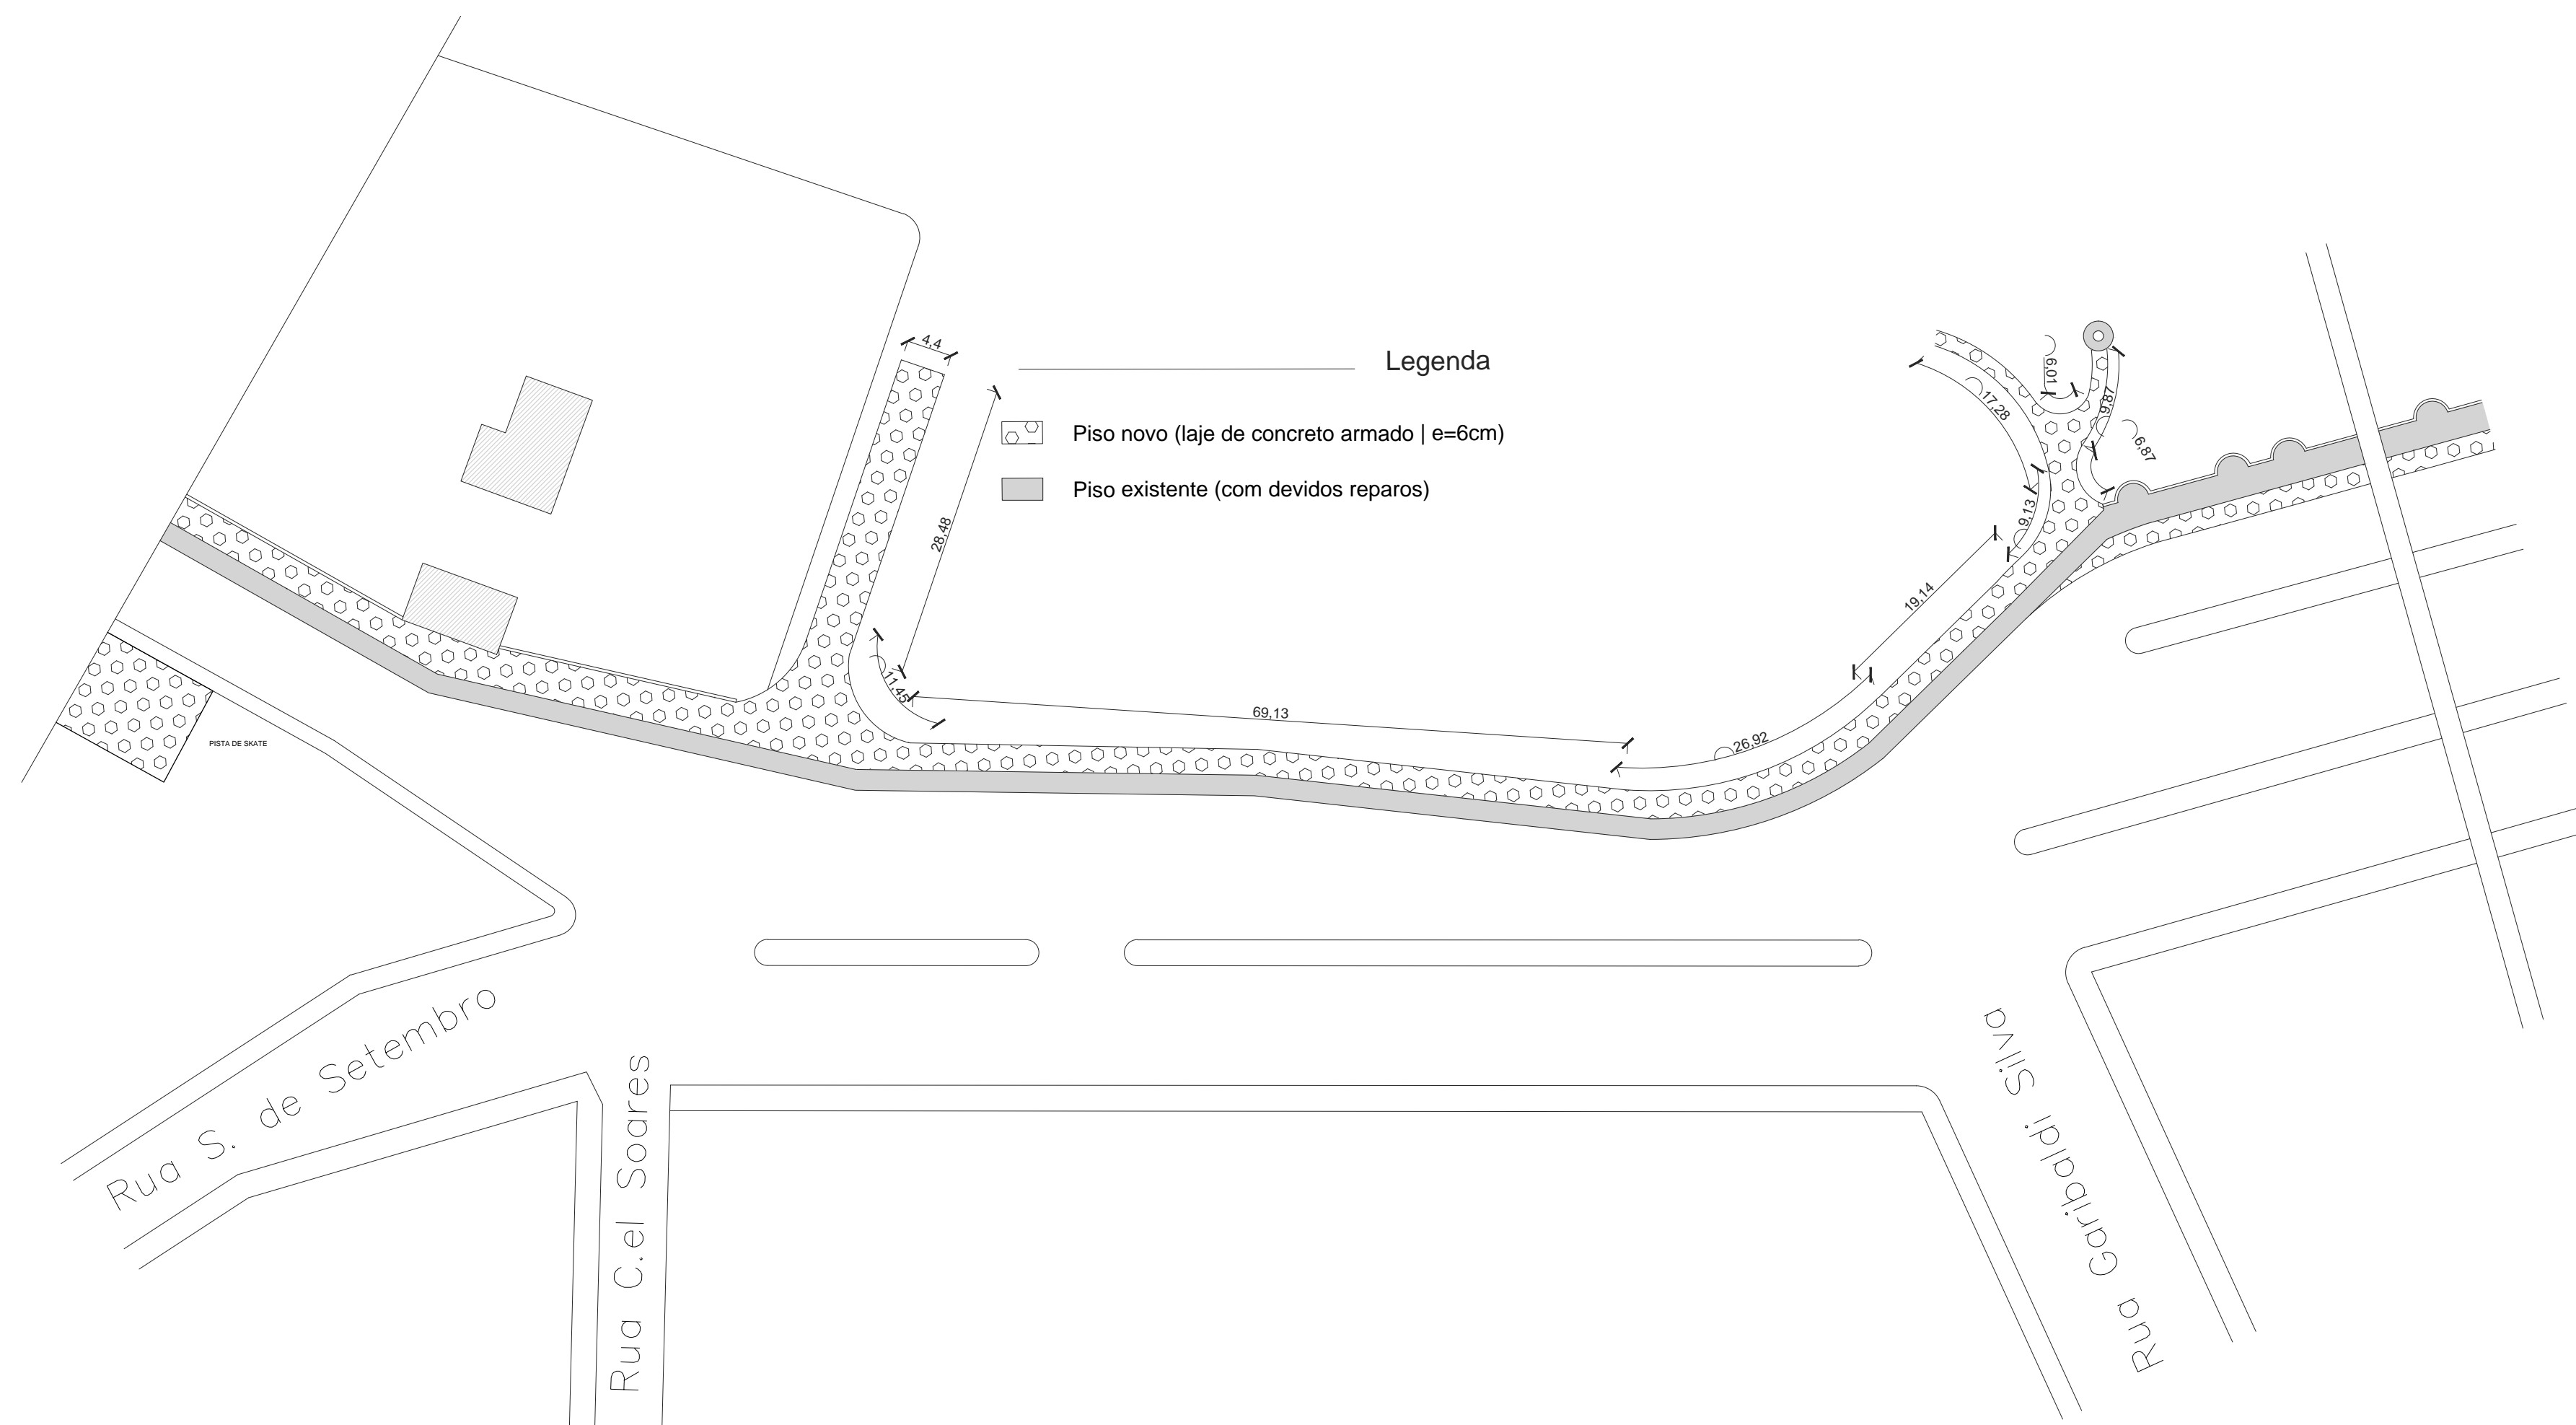 4,4
Legenda
6,01
17,28
9,87
Piso novo (laje de concreto armado | e=6cm)
6,87
Piso existente (com devidos reparos)
9,13
28,48
19,14
11,45
69,13
26,92
PISTA DE SKATE
Rua S. de Setembro
Rua C.el Soares
Rua Garibaldi Silva